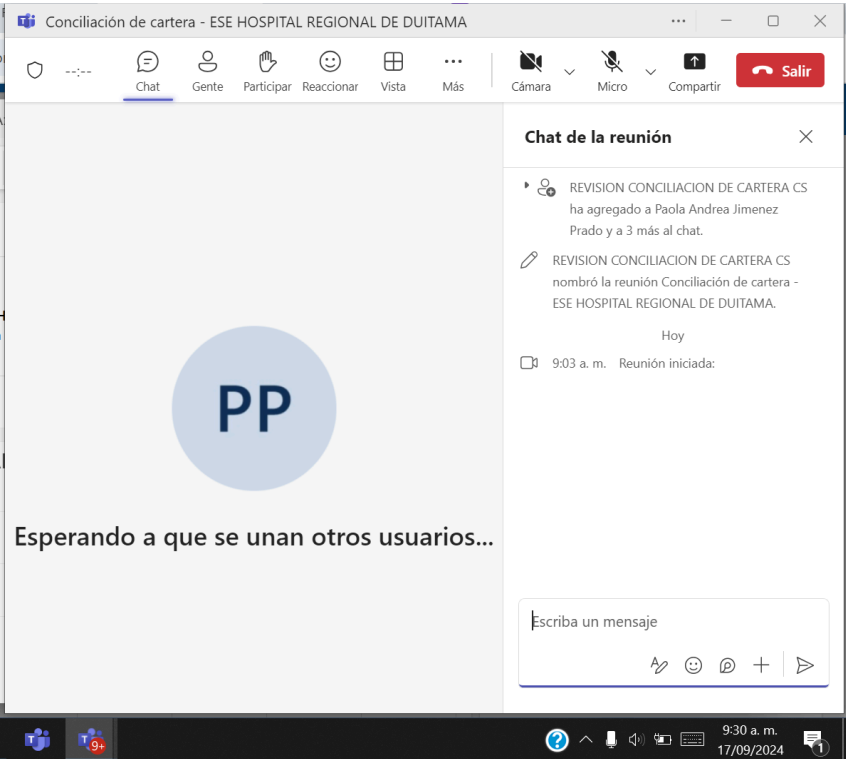 Conciliación de cartera - ESE HOSPITAL REGIONAL DE DUITAMA
--:--
Chat
Gente
Participar
Reaccionar
Vista
Más
Cámara
Micro
Compartir
Salir
Chat de la reunión
REVISION CONCILIACION DE CARTERA CS
ha agregado a Paola Andrea Jimenez
Prado y a 3 más al chat.
REVISION CONCILIACION DE CARTERA CS
nombró la reunión Conciliación de cartera -
ESE HOSPITAL REGIONAL DE DUITAMA.
Hoy
9:03 a. m. Reunión iniciada:
PP
Esperando a que se unan otros usuarios...
Escriba un mensaje
9+
9:30 a. m.
17/09/2024
1